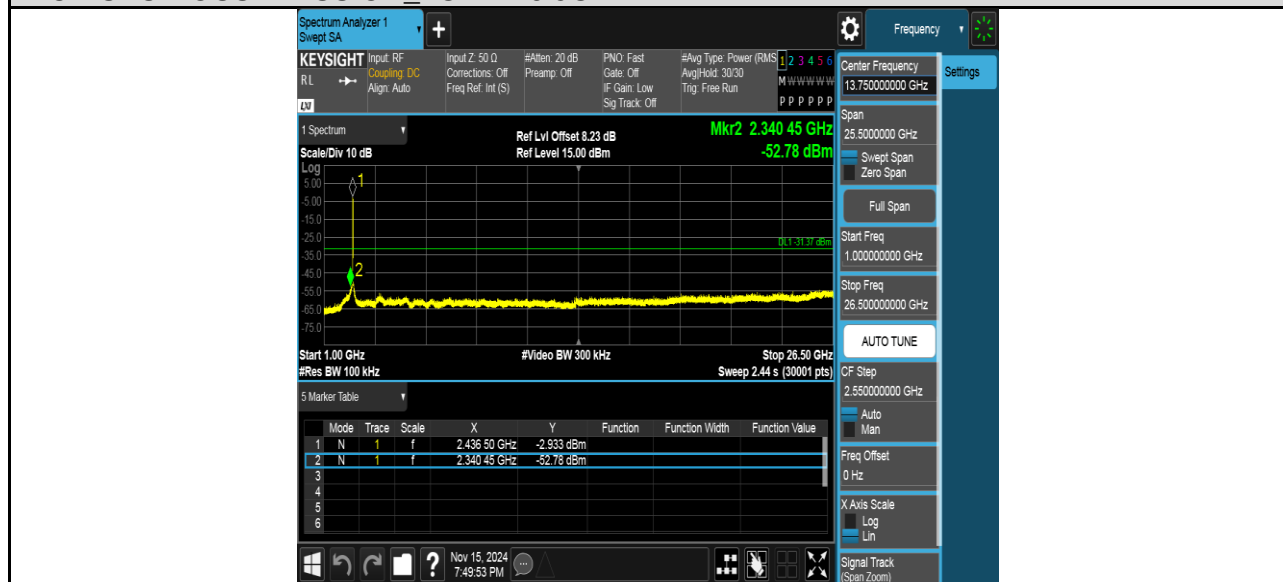 Spectrum Analyzer 1
Swept SA
+
Frequency
KEYSIGHT
RL
LXI
Input: RF
Coupling: DC
Align: Auto
Input Z: 50 Ω
Corrections: Off
Freq Ref: Int (S)
#Atten: 20 dB
Preamp: Off
PNO: Fast
Gate: Off
IF Gain: Low
Sig Track: Off
#Avg Type: Power (RMS
Avg|Hold: 30/30
Trig: Free Run
1 2 3 4 5 6
M W W W W W
P P P P P P
1 Spectrum
Scale/Div 10 dB
Ref Lvl Offset 8.23 dB
Ref Level 15.00 dBm
Mkr2 2.340 45 GHz
-52.78 dBm
Log
5.00
-5.00
-15.0
-25.0
-35.0
-45.0
-55.0
-65.0
-75.0
1
2
DL1 -31.37 dBm
Start 1.00 GHz
#Video BW 300 kHz
Stop 26.50 GHz
#Res BW 100 kHz
Sweep 2.44 s (30001 pts)
5 Marker Table
Mode Trace Scale X Y Function Function Width Function Value
1 N 1 f 2.436 50 GHz -2.933 dBm
2 N 1 f 2.340 45 GHz -52.78 dBm
3
4
5
6
Nov 15, 2024
7:49:53 PM
Center Frequency
13.750000000 GHz
Settings
Span
25.5000000 GHz
Swept Span
Zero Span
Full Span
Start Freq
1.000000000 GHz
Stop Freq
26.500000000 GHz
AUTO TUNE
CF Step
2.550000000 GHz
Auto
Man
Freq Offset
0 Hz
X Axis Scale
Log
Lin
Signal Track
(Span Zoom)